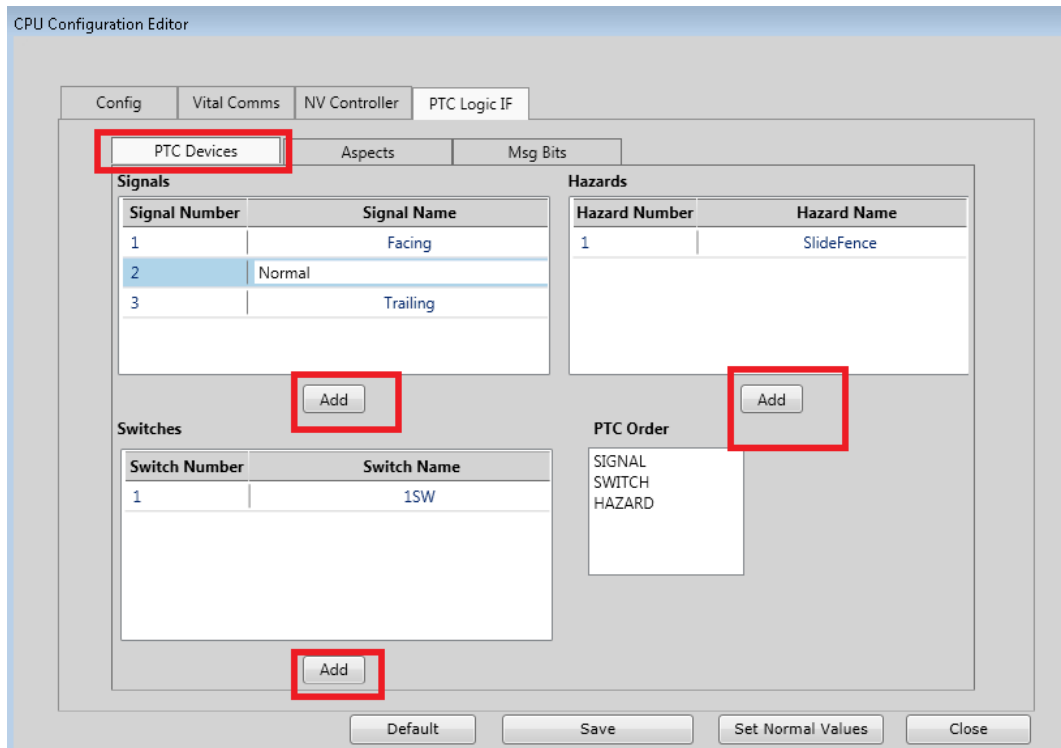 CPU Configuration Editor
Config Vital Comms NV Controller PTC Logic IF
PTC Devices Aspects Msg Bits
Signals
Signal Number Signal Name
1 Facing
2 Normal
3 Trailing
Add
Hazards
Hazard Number Hazard Name
1 SlideFence
Add
Switches
Switch Number Switch Name
1 1SW
Add
PTC Order
SIGNAL
SWITCH
HAZARD
Default Save Set Normal Values Close